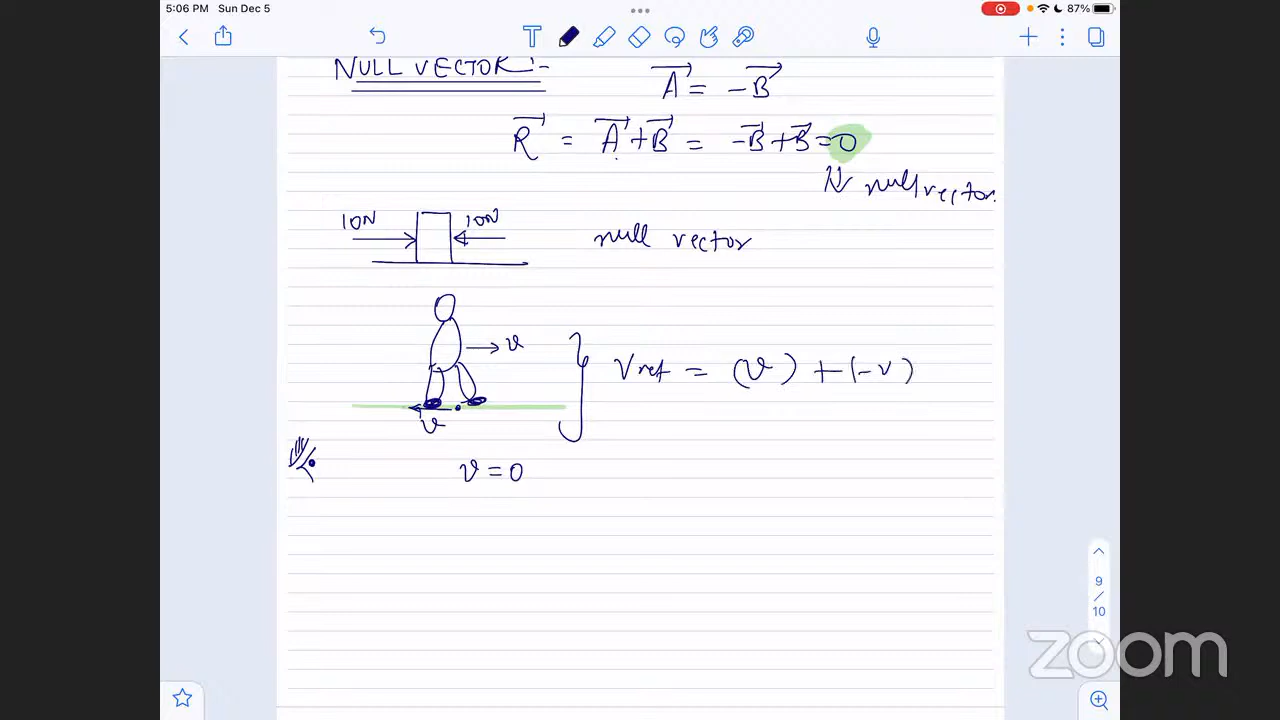 5:06 PM Sun Dec 5
87%
NULL VECTOR :-
A = -B
R = A + B = -B + B = 0
null vector.
10N 10N
null vector
v
V ref = (v) + (-v)
v
v = 0
9
/
10
zoom